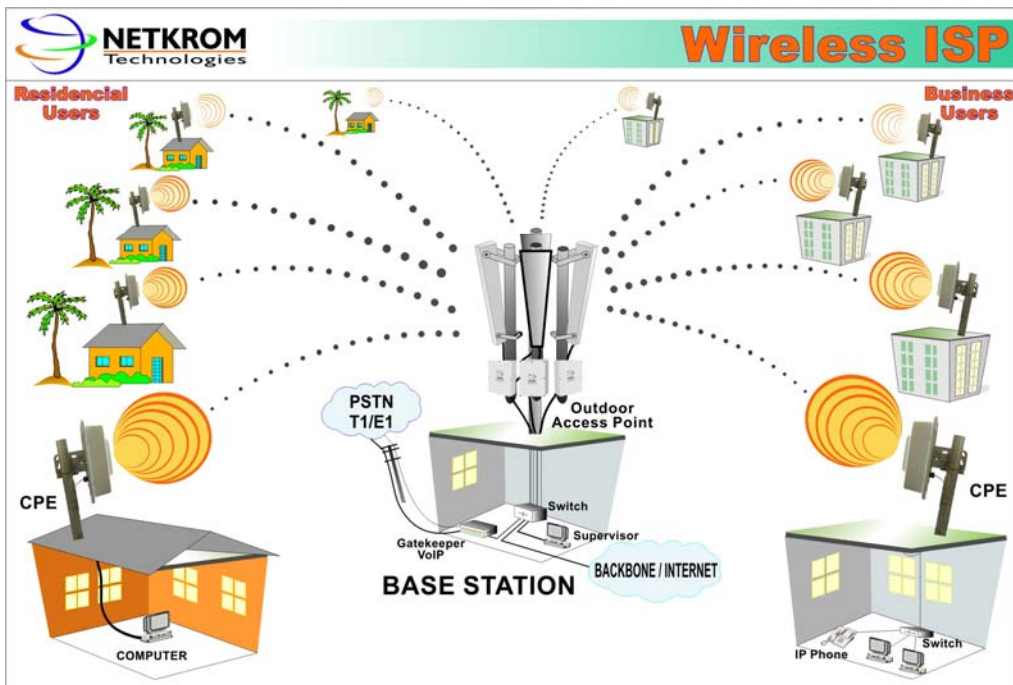 NETKROM
Technologies
Wireless ISP
Residencial
Users
Business
Users
PSTN
T1/E1
Outdoor
Access Point
CPE
CPE
Switch
Gatekeeper
VoIP
Supervisor
BACKBONE / INTERNET
BASE STATION
COMPUTER
IP Phone
Switch